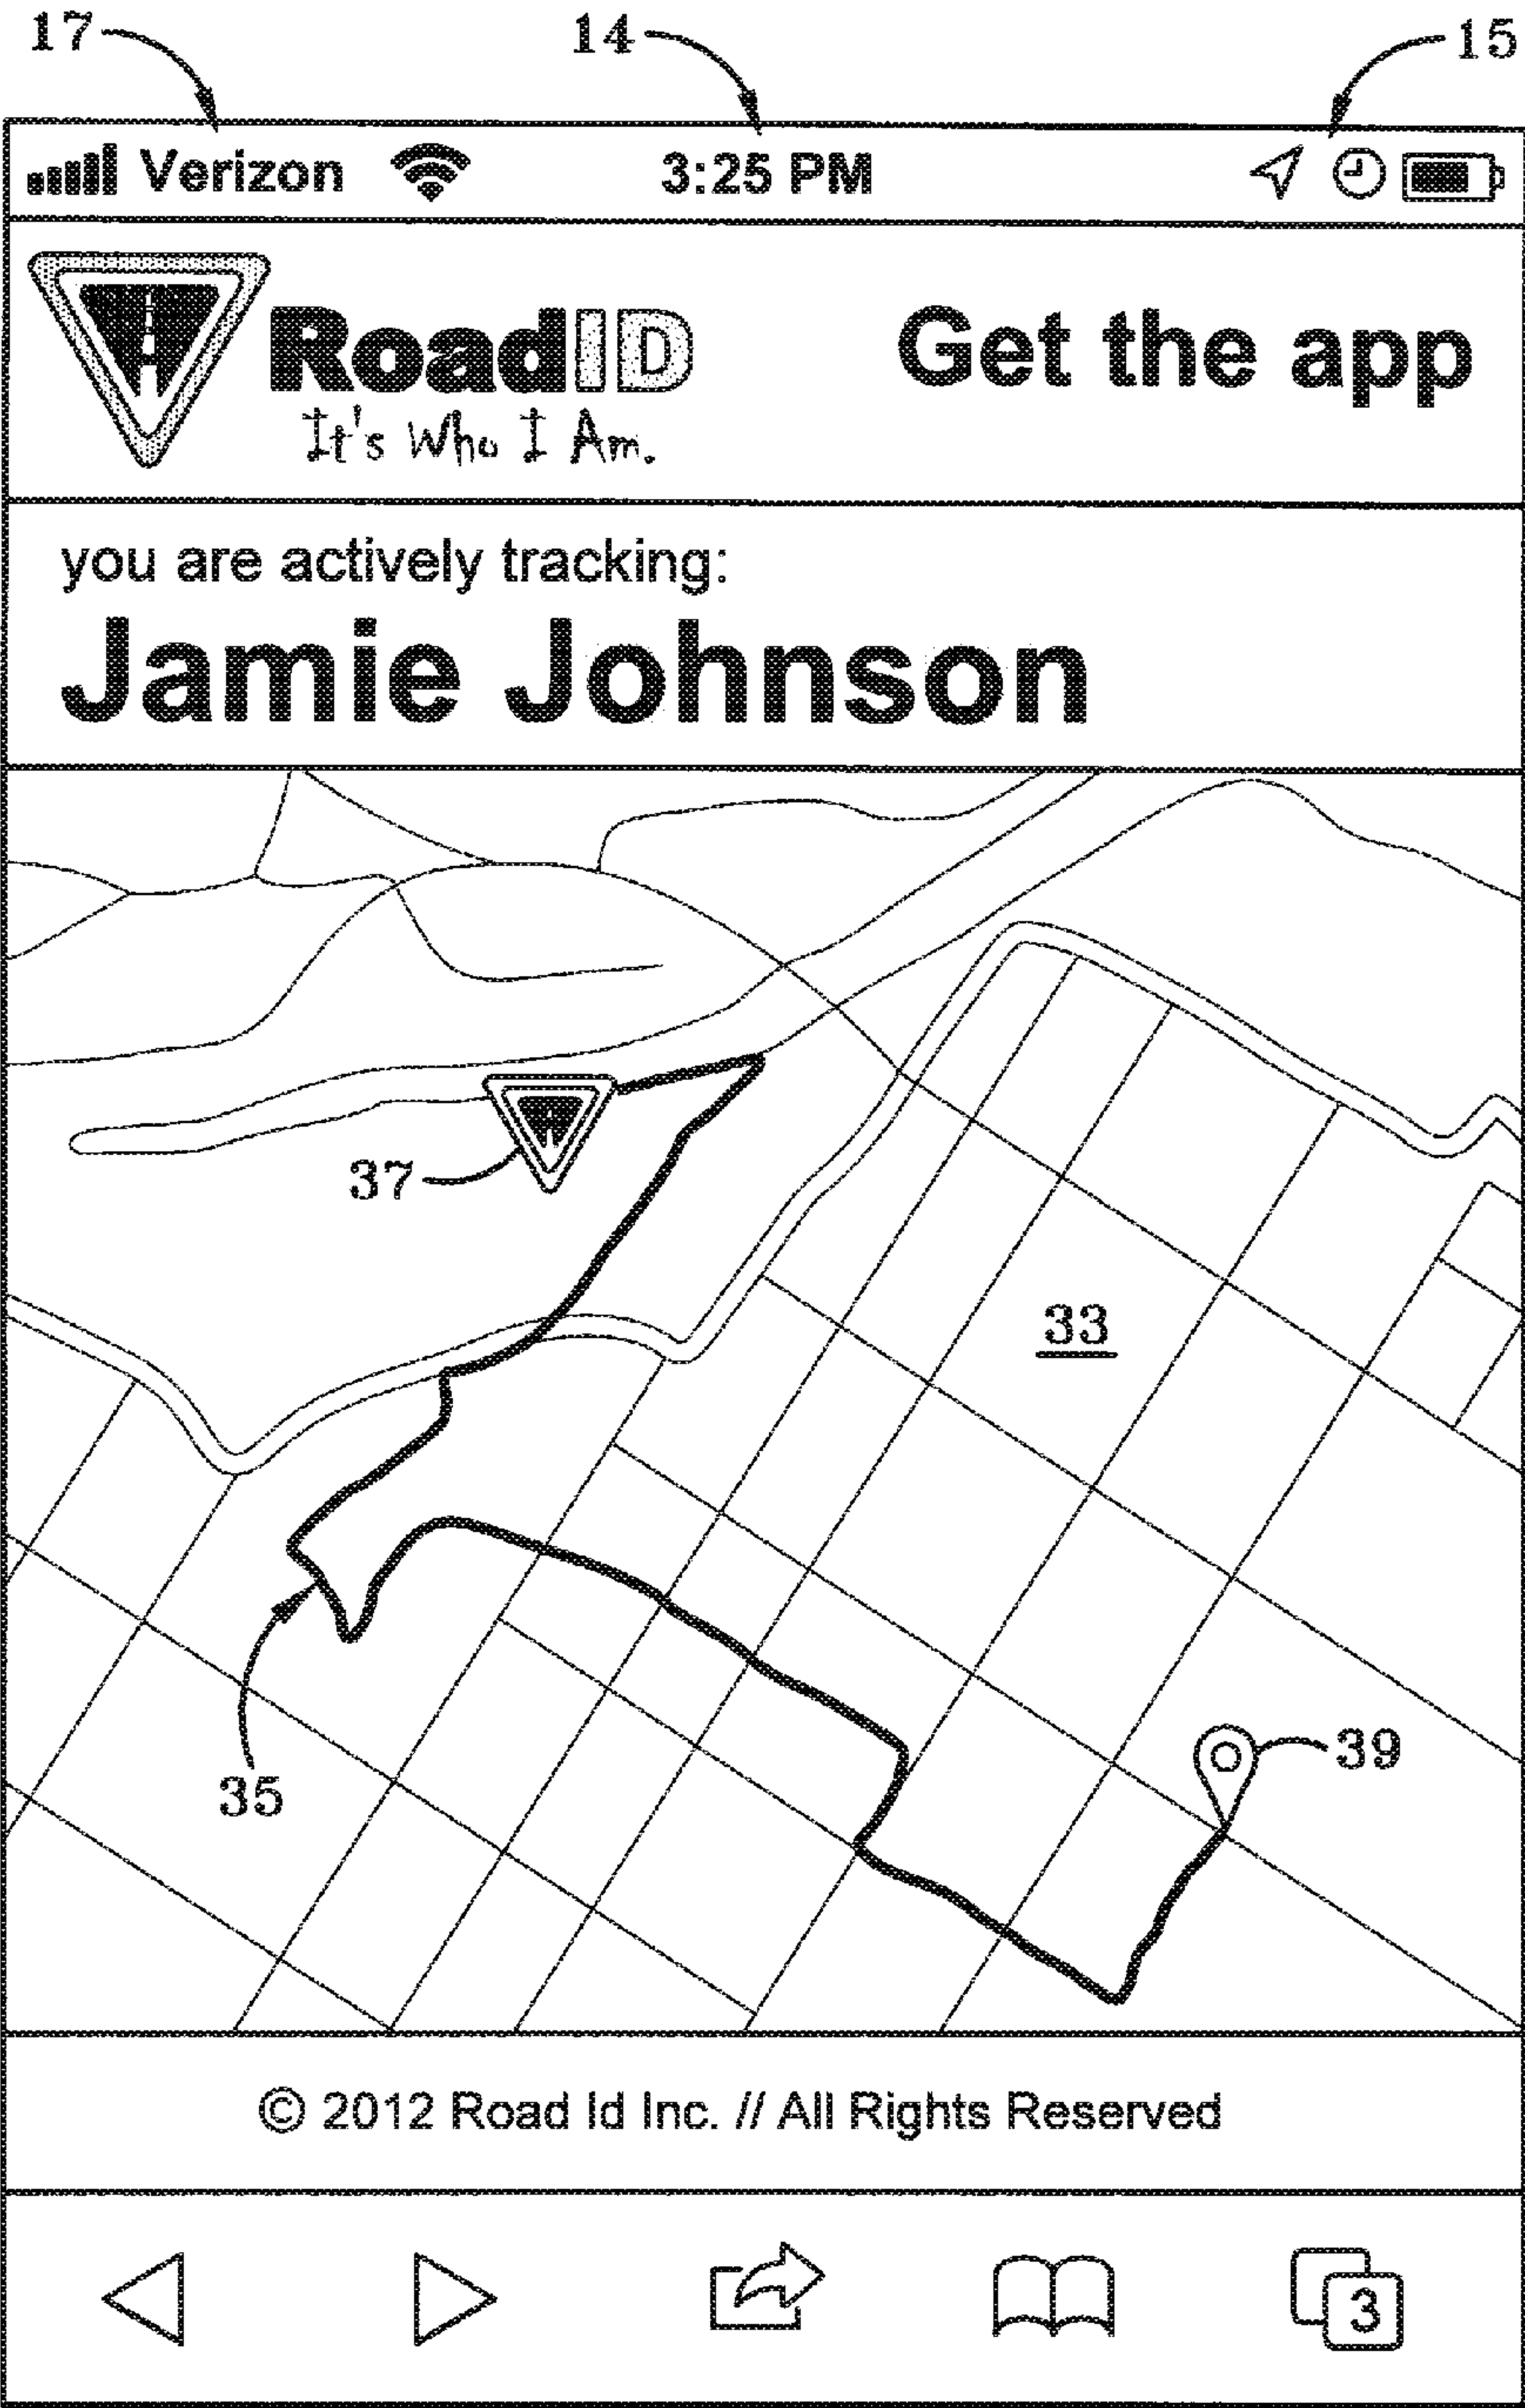 17 14 15
Verizon 3:25 PM
RoadID Get the app
It's Who I Am.
you are actively tracking:
Jamie Johnson
37
33
39
35
© 2012 Road Id Inc. // All Rights Reserved
3